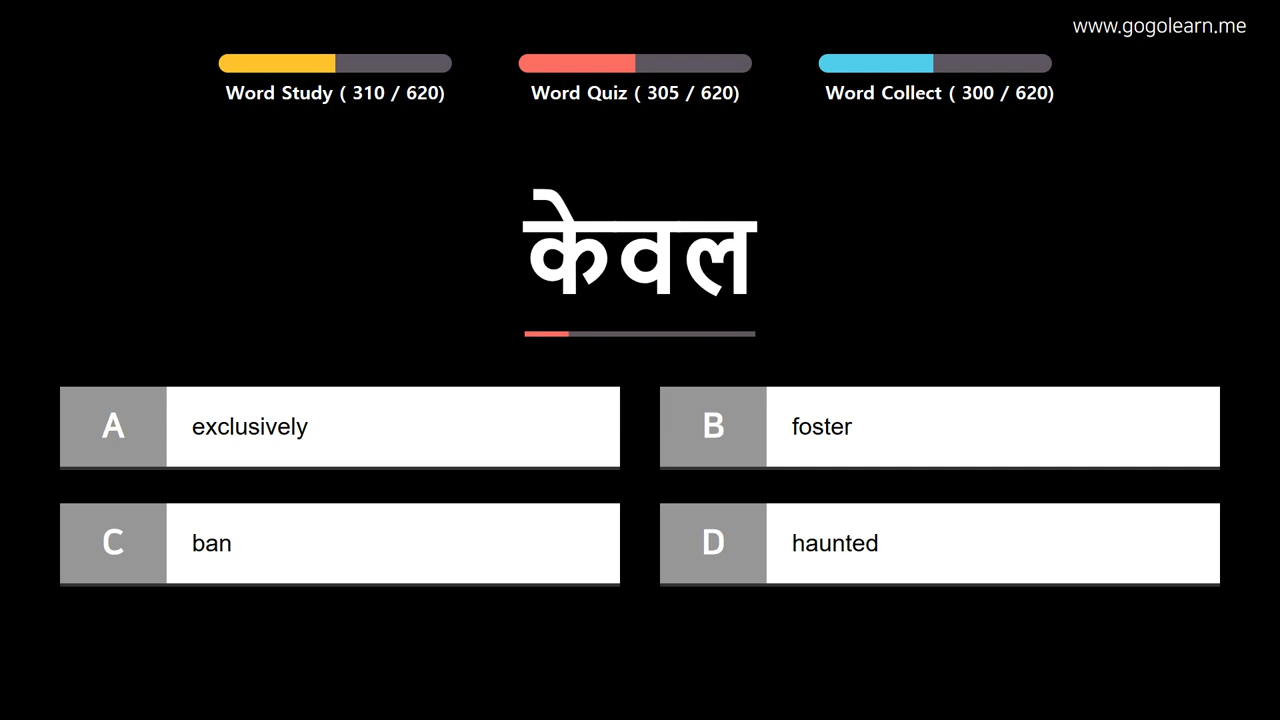 www.gogolearn.me
Word Study ( 310 / 620)
Word Quiz ( 305 / 620)
Word Collect ( 300 / 620)
केवल
A exclusively
B foster
C ban
D haunted